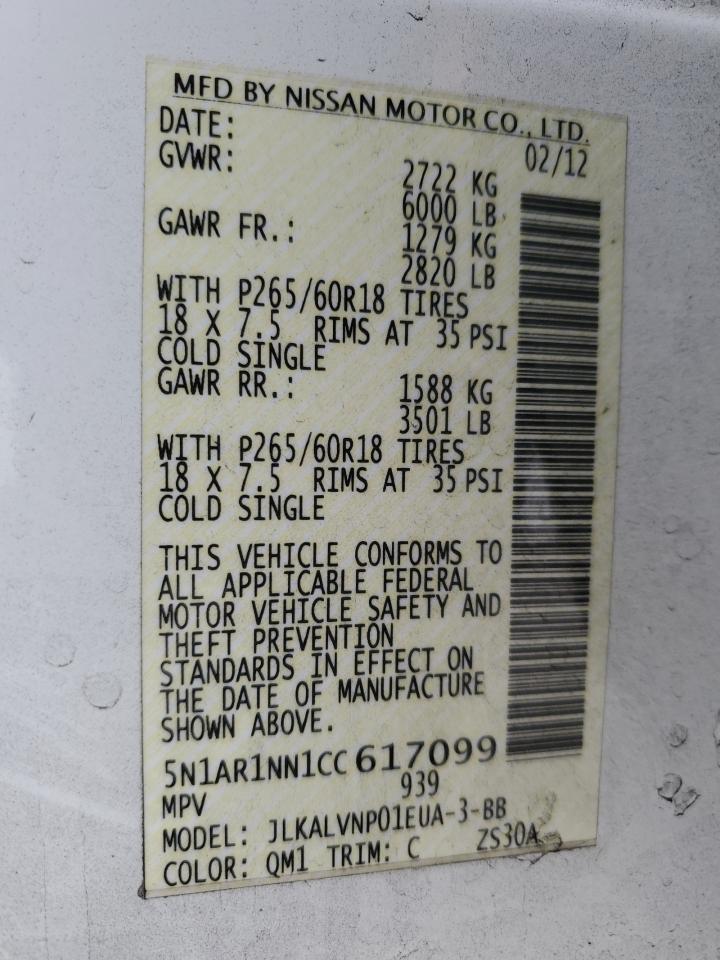 MFD BY NISSAN MOTOR CO., LTD.
DATE: 02/12
GVWR: 2722 KG
6000 LB
GAWR FR.: 1279 KG
2820 LB
WITH P265/60R18 TIRES
18 X 7.5 RIMS AT 35 PSI
COLD SINGLE
GAWR RR.: 1588 KG
3501 LB
WITH P265/60R18 TIRES
18 X 7.5 RIMS AT 35 PSI
COLD SINGLE
THIS VEHICLE CONFORMS TO
ALL APPLICABLE FEDERAL
MOTOR VEHICLE SAFETY AND
THEFT PREVENTION
STANDARDS IN EFFECT ON
THE DATE OF MANUFACTURE
SHOWN ABOVE.
5N1AR1NN1CC617099
MPV 939
MODEL: JLKALVNP01EUA-3-BB
COLOR: QM1 TRIM: C ZS30A